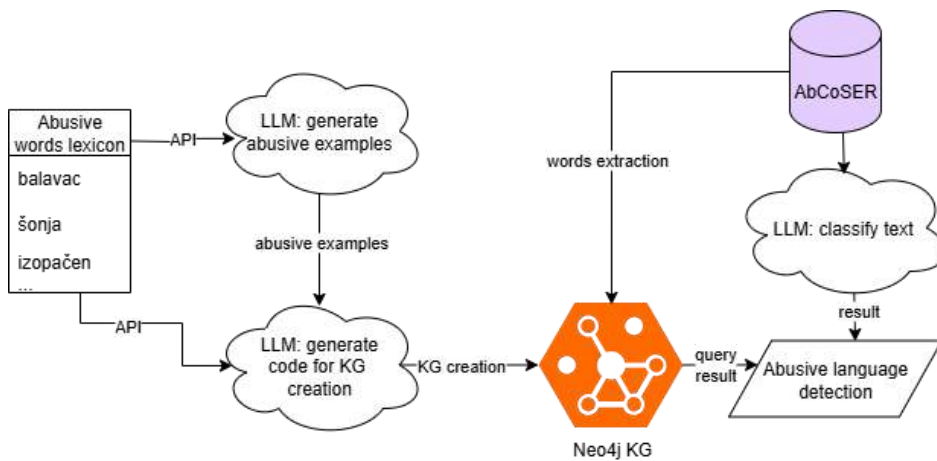 Abusive
words lexicon
balavac
šonja
izopačen
...
API
LLM: generate
abusive examples
abusive examples
API
LLM: generate
code for KG
creation
KG creation
words extraction
Neo4j KG
AbCoSER
LLM: classify text
result
query
result
Abusive language
detection